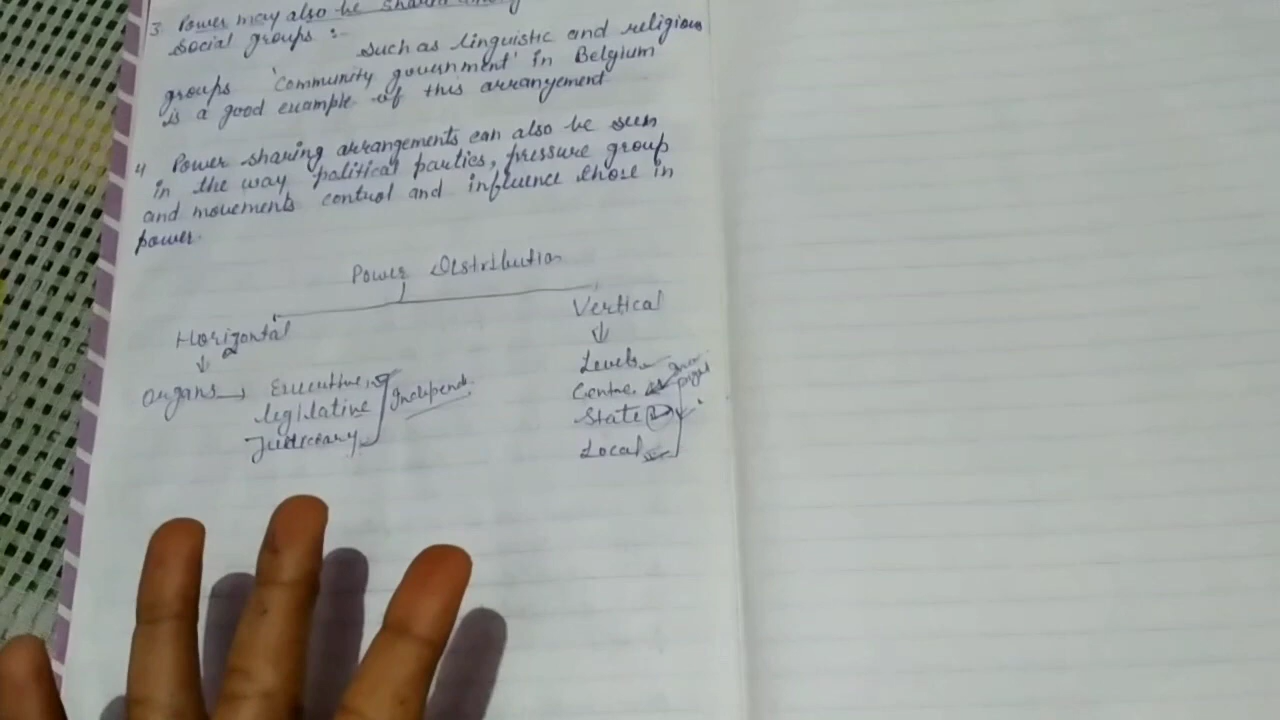 3 Power may also be shared among
social groups :-
such as linguistic and religious
groups 'Community government' in Belgium
is a good example of this arrangement
4 Power sharing arrangements can also be seen
in the way political parties, pressure group
and movements control and influence those in
power.
Power Distribution
Horizontal
Vertical
Organs → Executive
legislative
Judiciary
Independ
Levels
Centre
State
Local